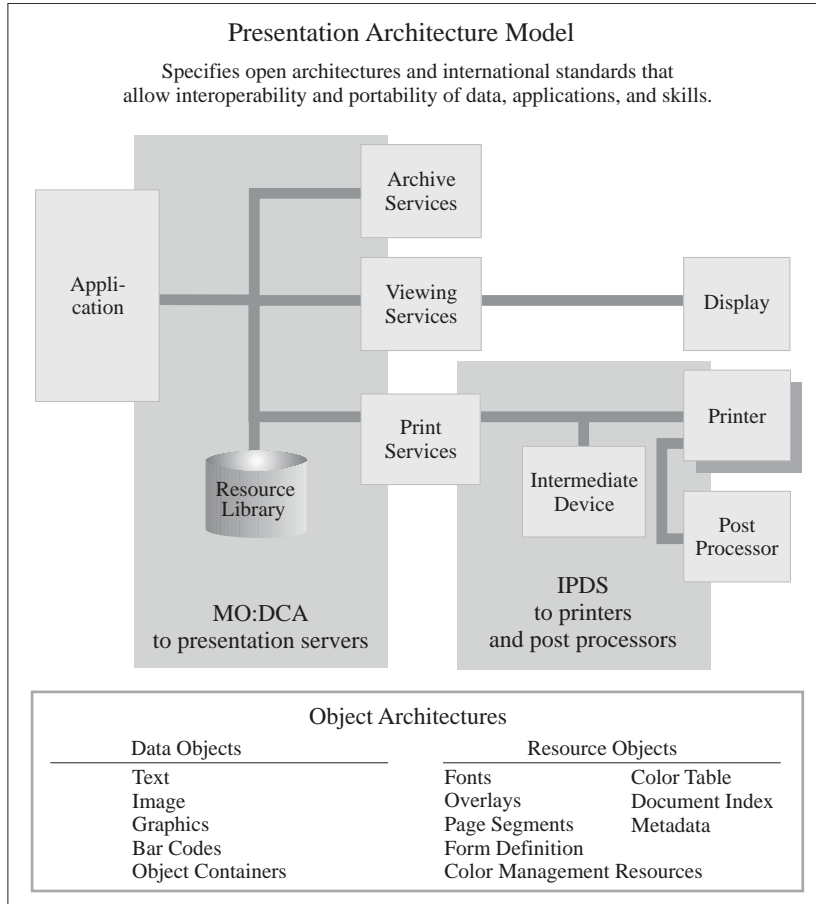 Presentation Architecture Model
Specifies open architectures and international standards that
allow interoperability and portability of data, applications, and skills.
Archive
Services
Appli-
cation
Viewing
Services
Display
Print
Services
Printer
Resource
Library
Intermediate
Device
Post
Processor
MO:DCA
to presentation servers
IPDS
to printers
and post processors
Object Architectures
Data Objects
Text
Image
Graphics
Bar Codes
Object Containers
Resource Objects
Fonts
Overlays
Page Segments
Form Definition
Color Management Resources
Color Table
Document Index
Metadata